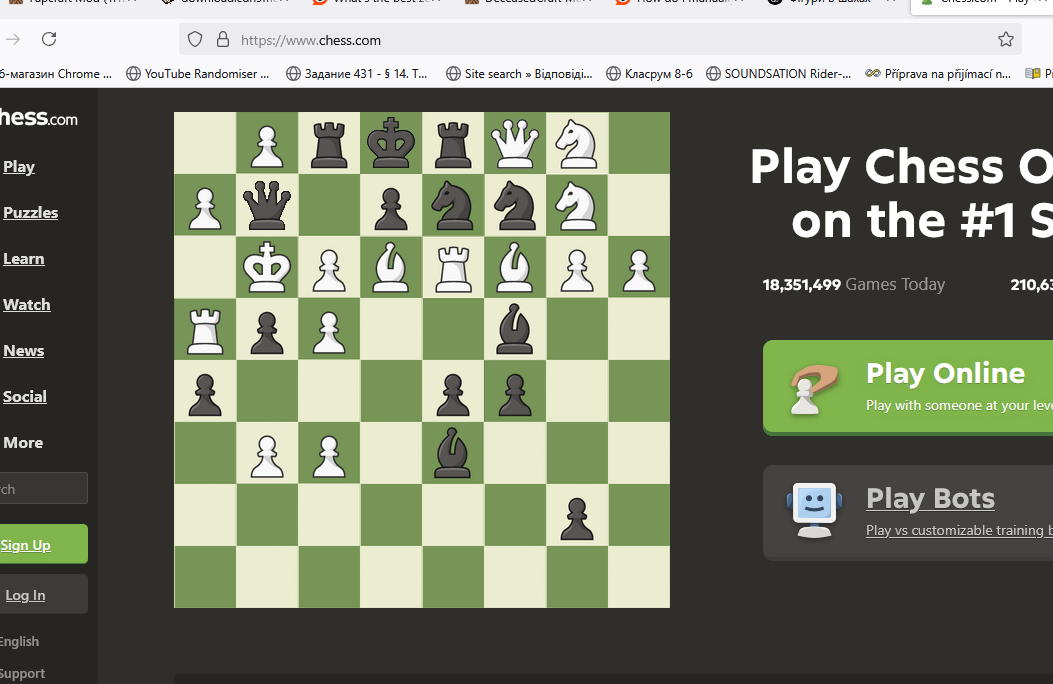 https://www.chess.com
б-магазин Chrome ... YouTube Randomiser ... Задание 431 - § 14. Т... Site search » Відповіді... Класрум 8-б SOUNDSATION Rider-... Příprava na přijímací n...
hess.com
Play
Puzzles
Learn
Watch
News
Social
More
rch
Sign Up
Log In
English
Support
Play Chess O
on the #1 S
18,351,499 Games Today 210,63
Play Online
Play with someone at your leve
Play Bots
Play vs customizable training b